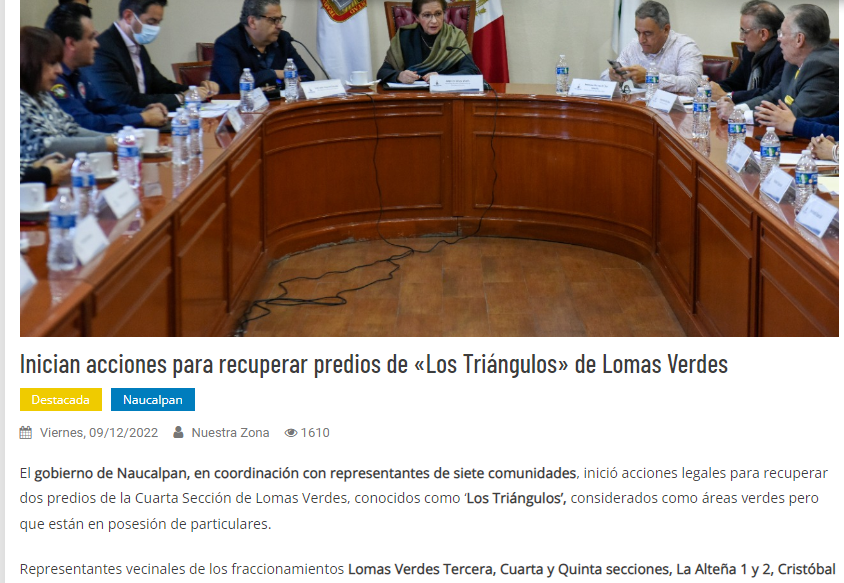 Inician acciones para recuperar predios de «Los Triángulos» de Lomas Verdes
Destacada Naucalpan
Viernes, 09/12/2022 Nuestra Zona 1610
El gobierno de Naucalpan, en coordinación con representantes de siete comunidades, inició acciones legales para recuperar
dos predios de la Cuarta Sección de Lomas Verdes, conocidos como ‘Los Triángulos’, considerados como áreas verdes pero
que están en posesión de particulares.
Representantes vecinales de los fraccionamientos Lomas Verdes Tercera, Cuarta y Quinta secciones, La Alteña 1 y 2, Cristóbal